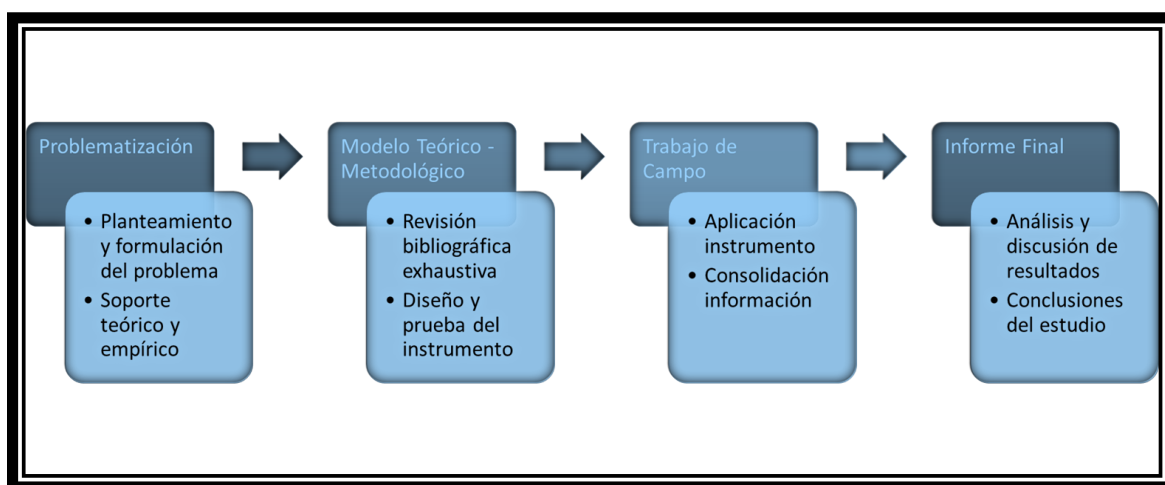 Problematización
• Planteamiento
y formulación
del problema
• Soporte
teórico y
empírico
Modelo Teórico -
Metodológico
• Revisión
bibliográfica
exhaustiva
• Diseño y
prueba del
instrumento
Trabajo de
Campo
• Aplicación
instrumento
• Consolidación
información
Informe Final
• Análisis y
discusión de
resultados
• Conclusiones
del estudio